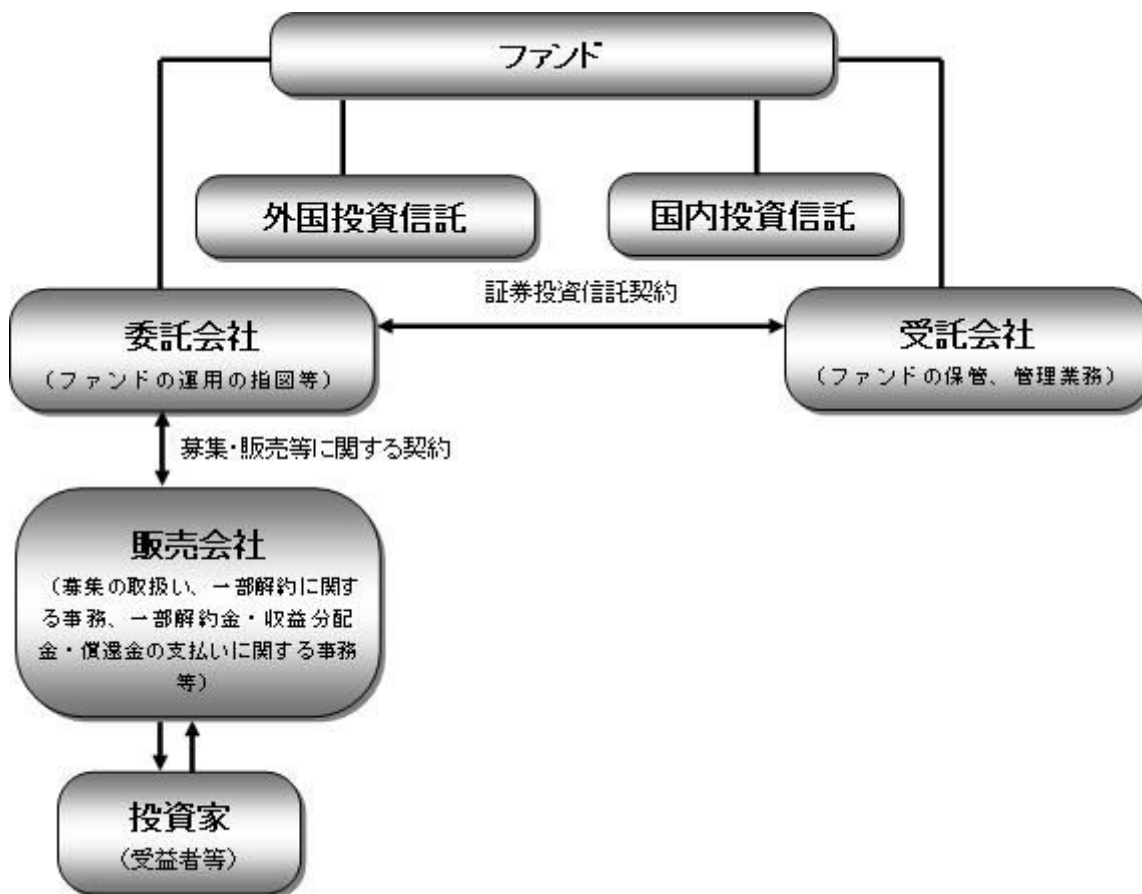 ファンド
外国投資信託
国内投資信託
証券投資信託契約
委託会社
（ファンドの運用の指図等）
受託会社
（ファンドの保管、管理業務）
募集・販売等に関する契約
販売会社
（募集の取扱い、一部解約に関す
る事務、一部解約金・収益分配
金・償還金の支払いに関する事務
等）
投資家
（受益者等）